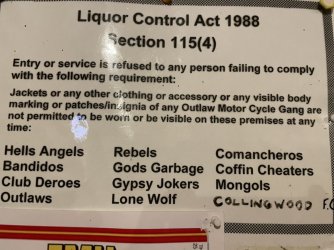 Liquor Control Act 1988
Section 115(4)
Entry or service is refused to any person failing to comply
with the following requirement:
Jackets or any other clothing or accessory or any visible body
marking or patches/insignia of any Outlaw Motor Cycle Gang are
not permitted to be worn or be visible on these premises at any
time:
Hells Angels Rebels Comancheros
Bandidos Gods Garbage Coffin Cheaters
Club Deroes Gypsy Jokers Mongols
Outlaws Lone Wolf COLLINGWOOD F.C